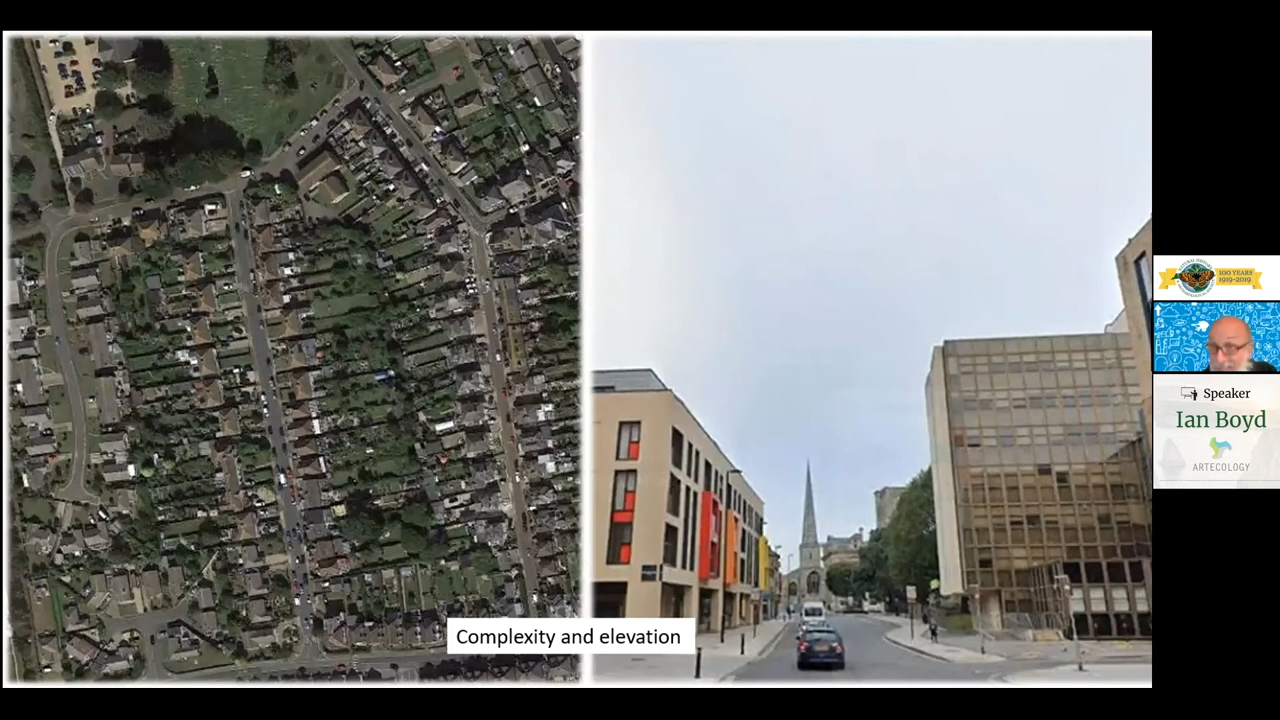 Complexity and elevation
100 YEARS
1919-2019
Speaker
Ian Boyd
ARTECOLOGY